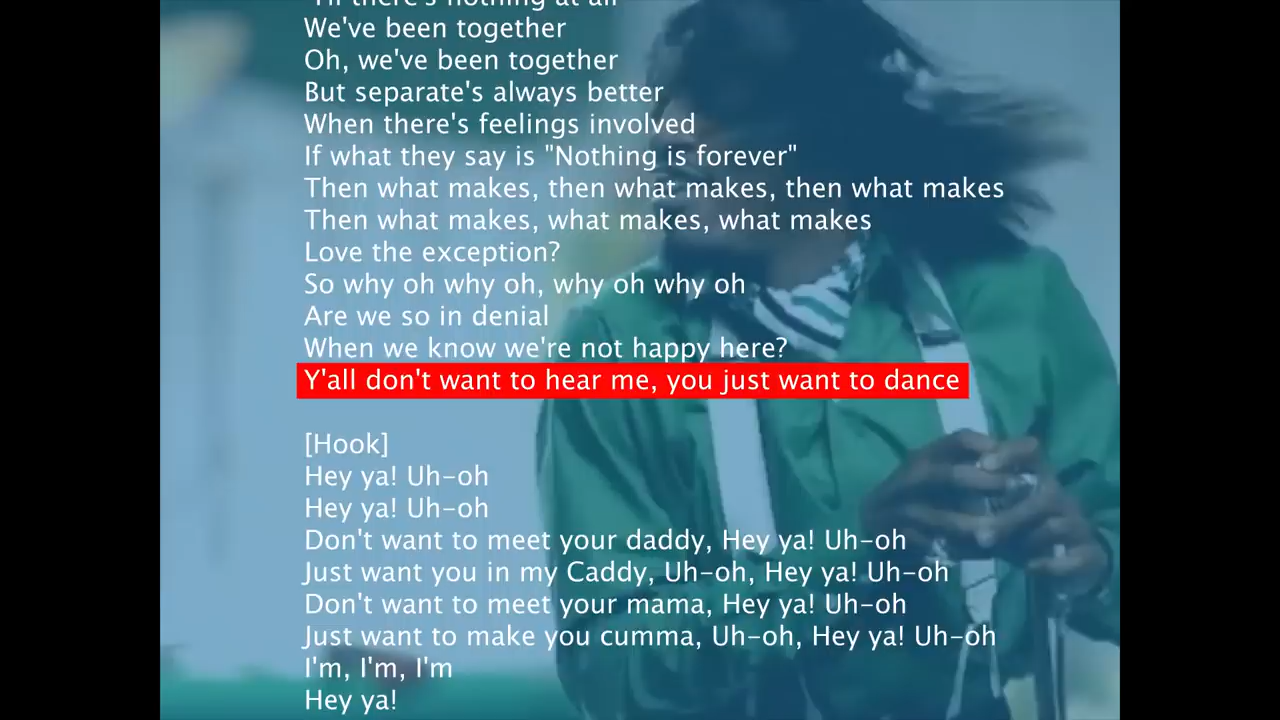 'Til there's nothing at all
We've been together
Oh, we've been together
But separate's always better
When there's feelings involved
If what they say is "Nothing is forever"
Then what makes, then what makes, then what makes
Then what makes, what makes, what makes
Love the exception?
So why oh why oh, why oh why oh
Are we so in denial
When we know we're not happy here?
Y'all don't want to hear me, you just want to dance
[Hook]
Hey ya! Uh-oh
Hey ya! Uh-oh
Don't want to meet your daddy, Hey ya! Uh-oh
Just want you in my Caddy, Uh-oh, Hey ya! Uh-oh
Don't want to meet your mama, Hey ya! Uh-oh
Just want to make you cumma, Uh-oh, Hey ya! Uh-oh
I'm, I'm, I'm
Hey ya!